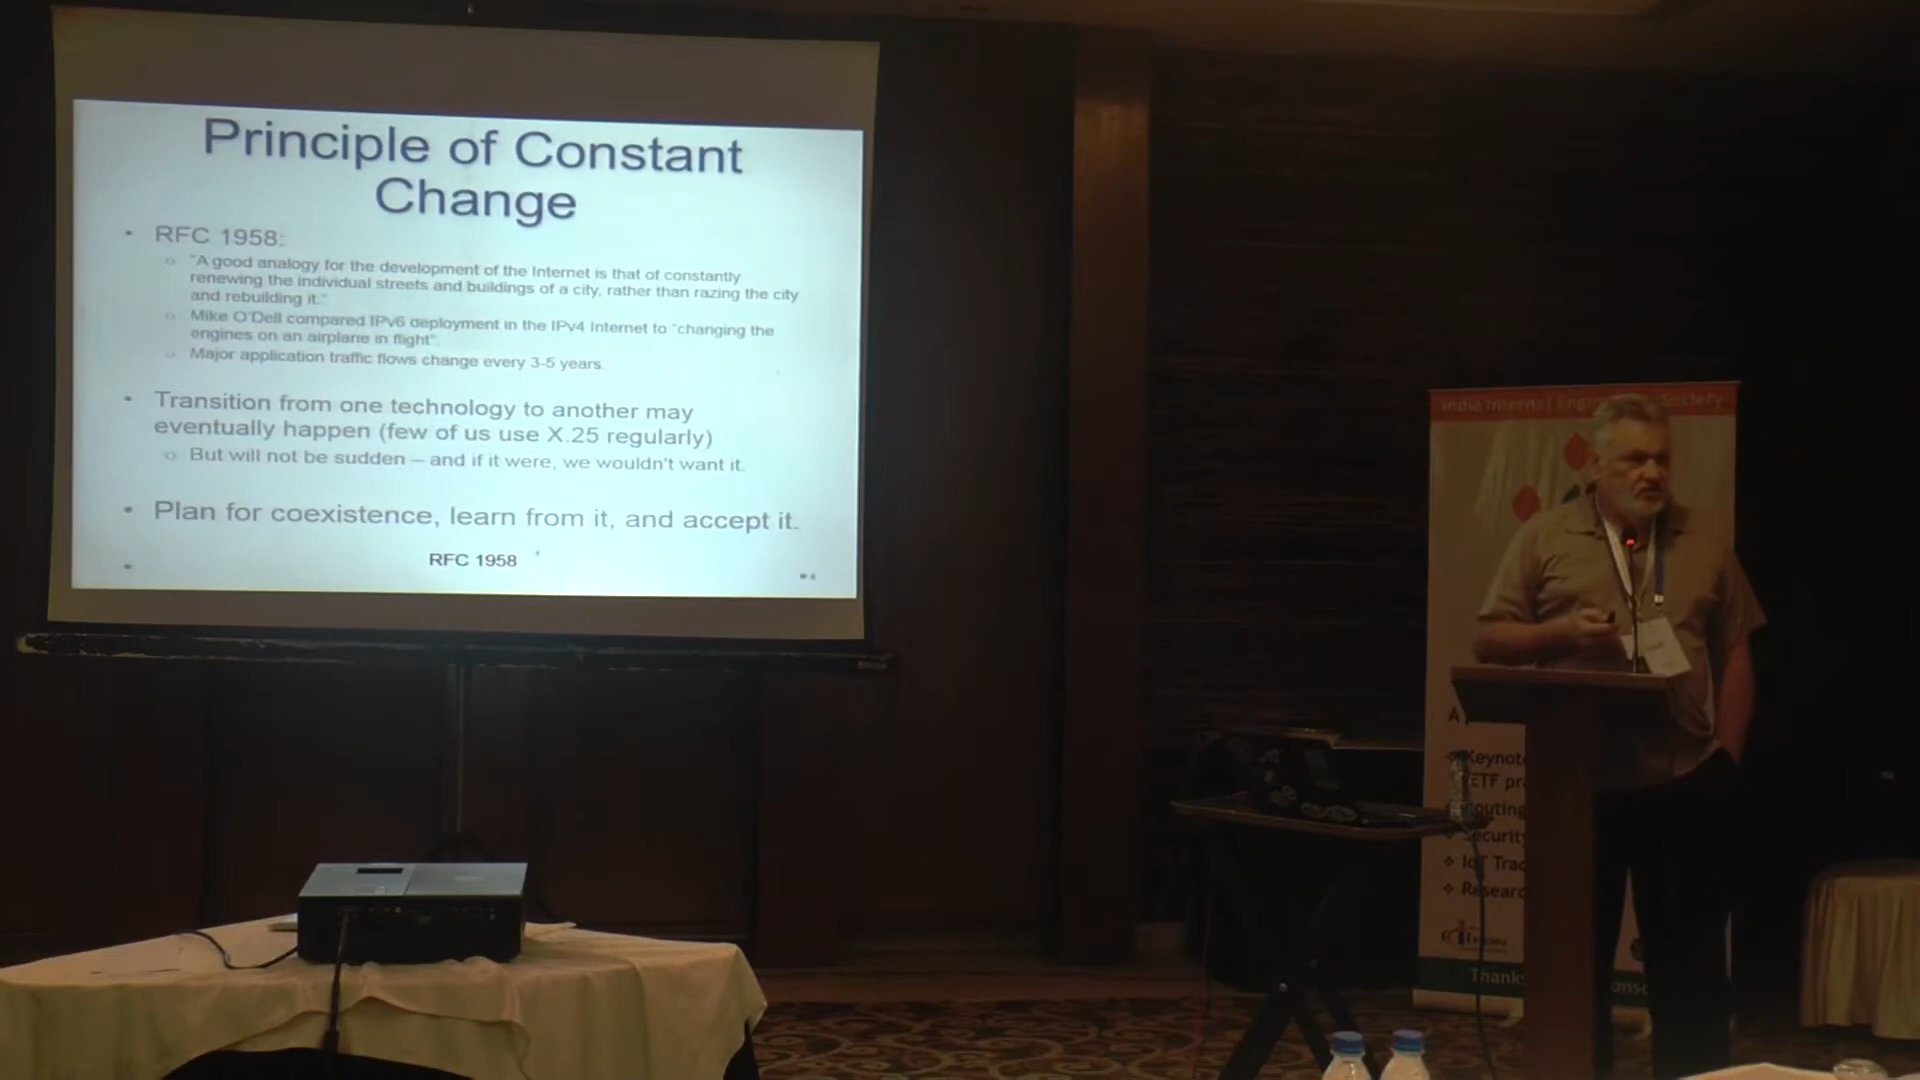 Principle of Constant
Change
• RFC 1958:
o "A good analogy for the development of the Internet is that of constantly
renewing the individual streets and buildings of a city, rather than razing the city
and rebuilding it."
o Mike O'Dell compared IPv6 deployment in the IPv4 Internet to "changing the
engines on an airplane in flight".
o Major application traffic flows change every 3-5 years.
• Transition from one technology to another may
eventually happen (few of us use X.25 regularly)
o But will not be sudden – and if it were, we wouldn't want it.
• Plan for coexistence, learn from it, and accept it.
RFC 1958
India Internet Engin
Society
A
Keynote
IETF pr
Routing
Security
IoT Trac
Researc
Thank